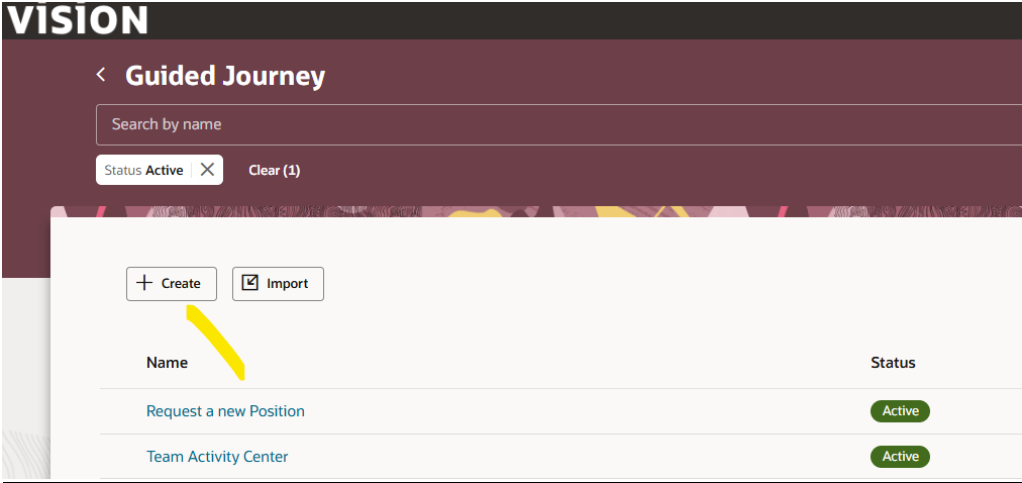 VISION
Guided Journey
Search by name
Status Active
Clear (1)
Create
Import
Name Status
Request a new Position Active
Team Activity Center Active